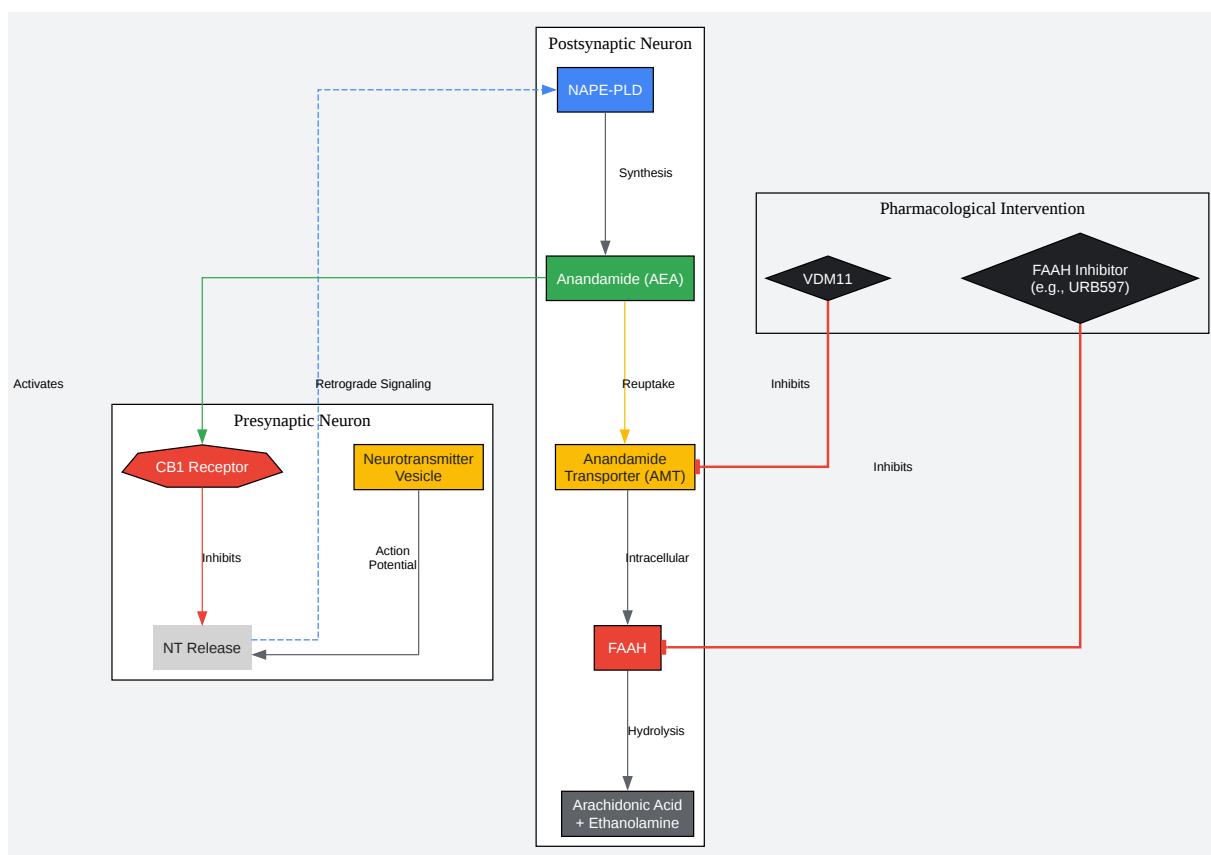 Postsynaptic Neuron
NAPE-PLD
Synthesis
Pharmacological Intervention
Anandamide (AEA)
VDM11
FAAH Inhibitor
(e.g., URB597)
Activates
Retrograde Signaling
Reuptake
Inhibits
Presynaptic Neuron
CB1 Receptor
Neurotransmitter
Vesicle
Anandamide
Transporter (AMT)
Inhibits
Inhibits
Action
Potential
Intracellular
NT Release
FAAH
Hydrolysis
Arachidonic Acid
+ Ethanolamine